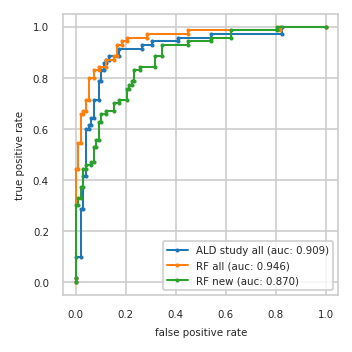 1.0
0.8
0.6
0.4
0.2
0.0
true positive rate
ALD study all (auc: 0.909)
RF all (auc: 0.946)
RF new (auc: 0.870)
0.0 0.2 0.4 0.6 0.8 1.0
false positive rate